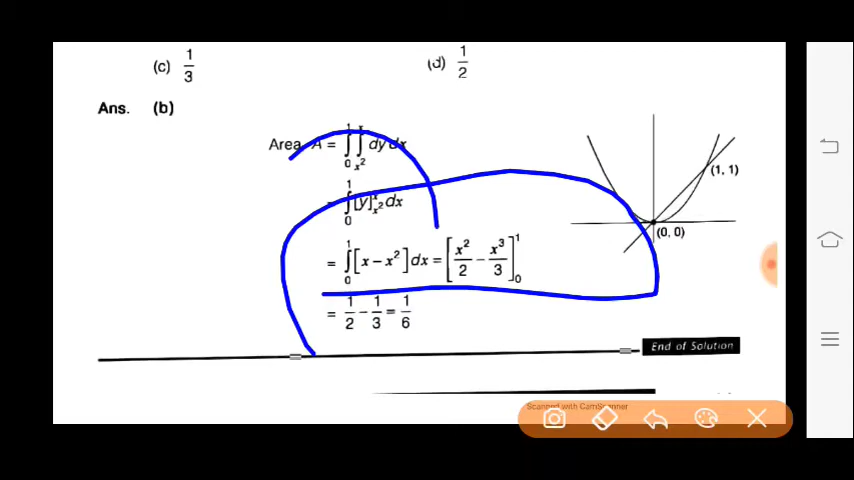 (c) 1/3 (d) 1/2
Ans. (b)
Area A = ∫₀¹ ∫ₓ²ˣ dy dx
= ∫₀¹ [y]ₓ²ˣ dx
= ∫₀¹ [x − x²] dx = [x²/2 − x³/3]₀¹
= 1/2 − 1/3 = 1/6
(1, 1)
(0, 0)
End of Solution
Scanned with CamScanner